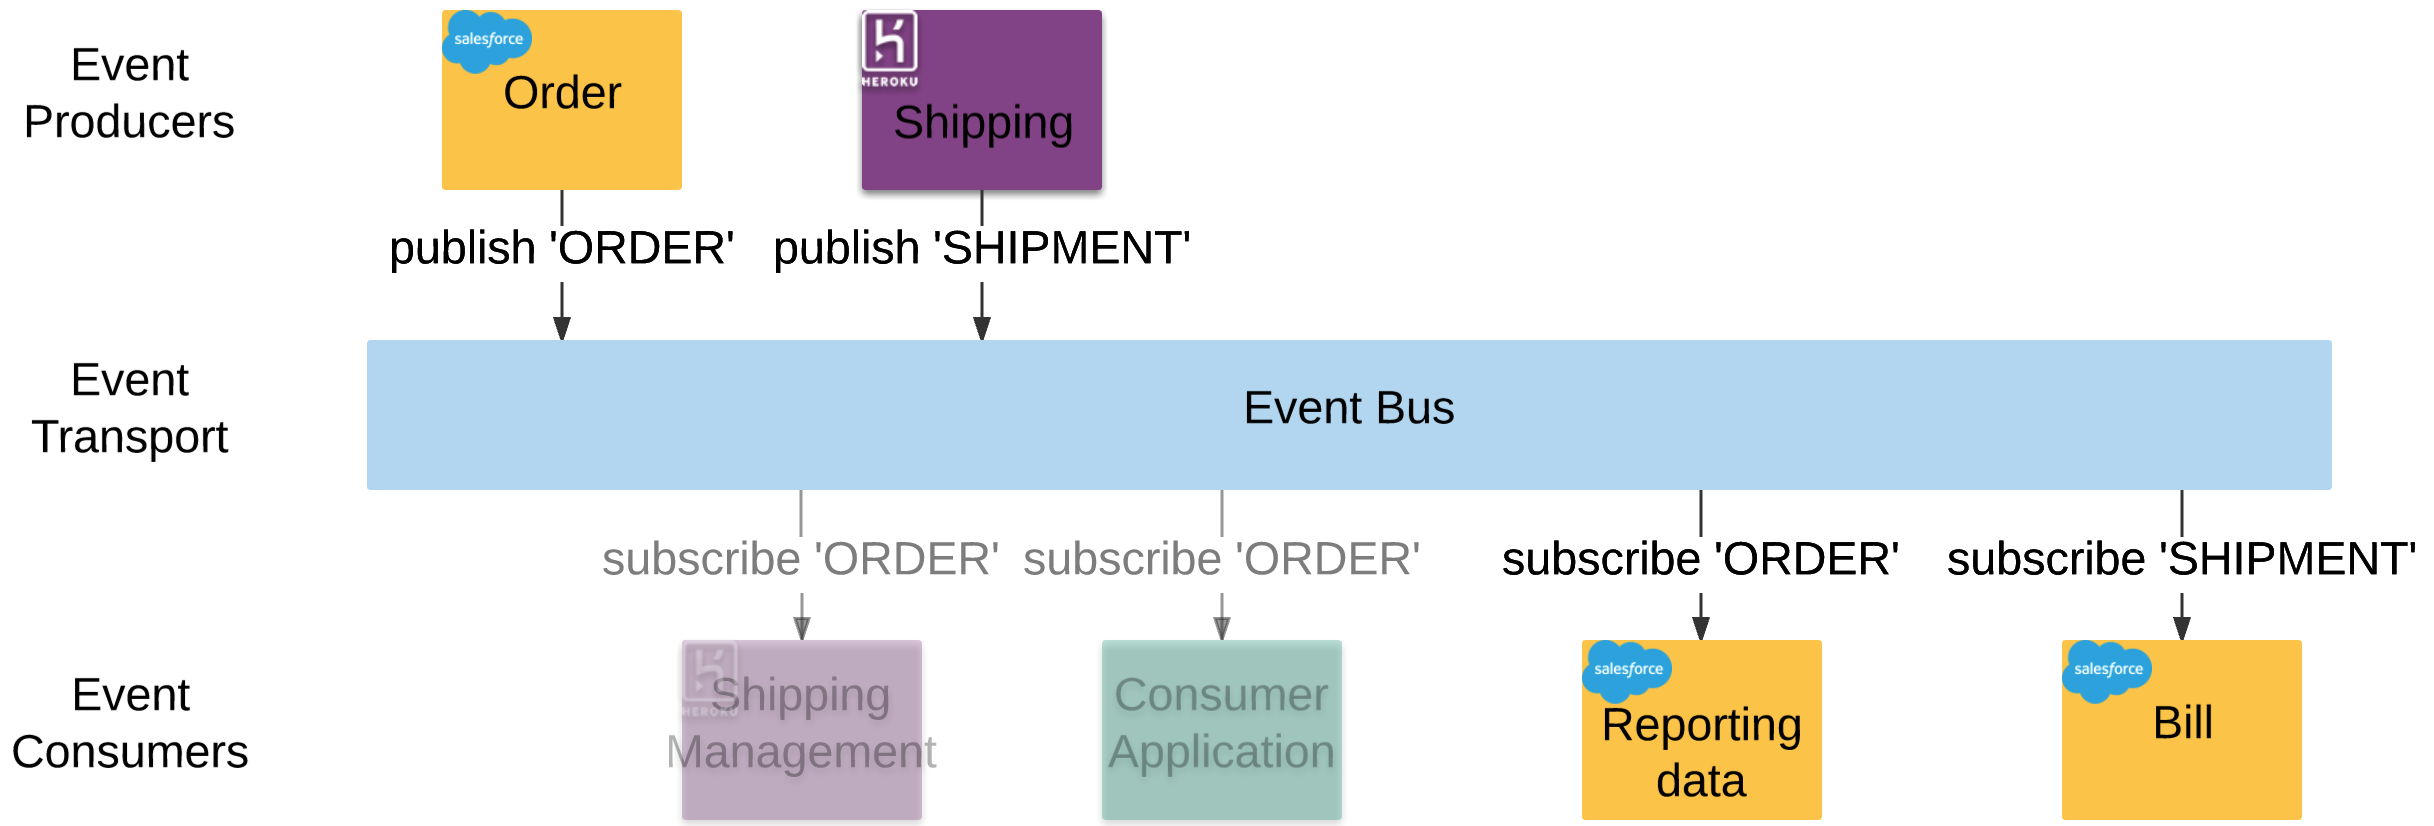 Event
Producers
salesforce
Order
HEROKU
Shipping
publish 'ORDER'
publish 'SHIPMENT'
Event
Transport
Event Bus
subscribe 'ORDER'
subscribe 'ORDER'
subscribe 'ORDER'
subscribe 'SHIPMENT'
Event
Consumers
HEROKU
Shipping
Management
Consumer
Application
salesforce
Reporting
data
salesforce
Bill